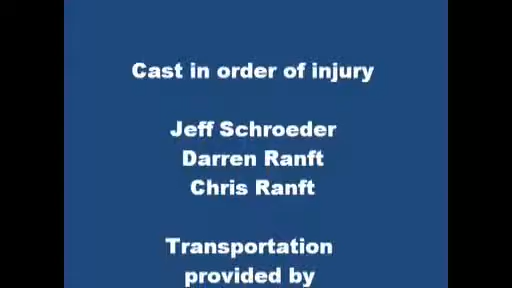 Cast in order of injury
Jeff Schroeder
Darren Ranft
Chris Ranft
Transportation
provided by